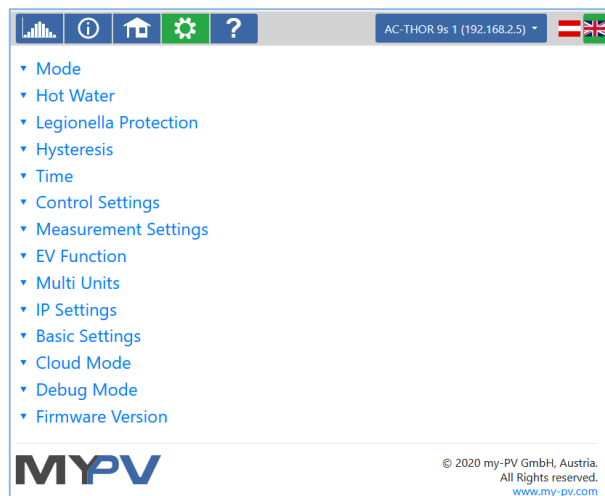 ?
AC-THOR 9s 1 (192.168.2.5)
Mode
Hot Water
Legionella Protection
Hysteresis
Time
Control Settings
Measurement Settings
EV Function
Multi Units
IP Settings
Basic Settings
Cloud Mode
Debug Mode
Firmware Version
MYPV
© 2020 my-PV GmbH, Austria.
All Rights reserved.
www.my-pv.com